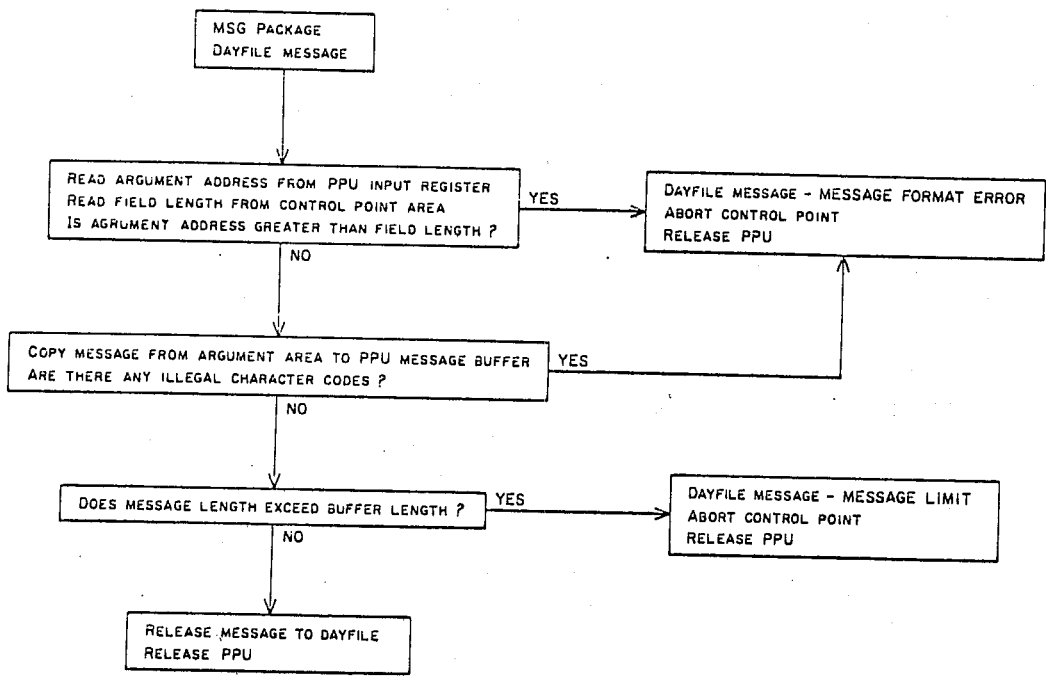 MSG PACKAGE
DAYFILE MESSAGE
READ ARGUMENT ADDRESS FROM PPU INPUT REGISTER
READ FIELD LENGTH FROM CONTROL POINT AREA
IS AGRUMENT ADDRESS GREATER THAN FIELD LENGTH ?
YES
DAYFILE MESSAGE - MESSAGE FORMAT ERROR
ABORT CONTROL POINT
RELEASE PPU
NO
COPY MESSAGE FROM ARGUMENT AREA TO PPU MESSAGE BUFFER
ARE THERE ANY ILLEGAL CHARACTER CODES ?
YES
NO
DOES MESSAGE LENGTH EXCEED BUFFER LENGTH ?
YES
DAYFILE MESSAGE - MESSAGE LIMIT
ABORT CONTROL POINT
RELEASE PPU
NO
RELEASE MESSAGE TO DAYFILE
RELEASE PPU